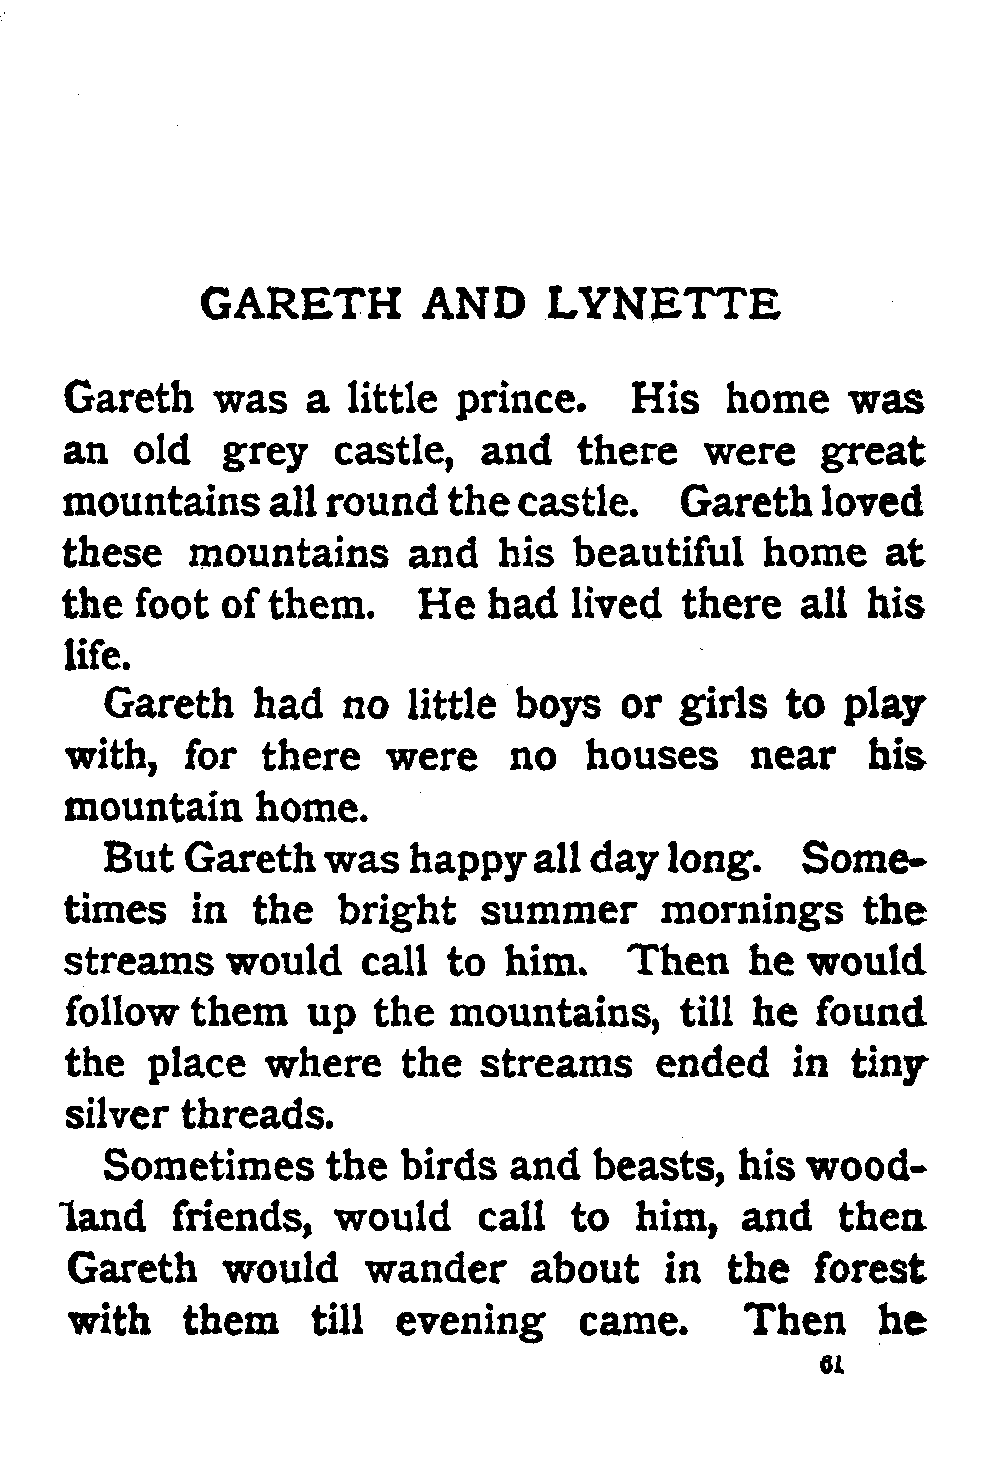 GARETH AND LYNETTE
Gareth was a little prince. His home was
an old grey castle, and there were great
mountains all round the castle. Gareth loved
these mountains and his beautiful home at
the foot of them. He had lived there all his
life.
Gareth had no little boys or girls to play
with, for there were no houses near his
mountain home.
But Gareth was happy all day long. Some-
times in the bright summer mornings the
streams would call to him. Then he would
follow them up the mountains, till he found
the place where the streams ended in tiny
silver threads.
Sometimes the birds and beasts, his wood-
land friends, would call to him, and then
Gareth would wander about in the forest
with them till evening came. Then he
61